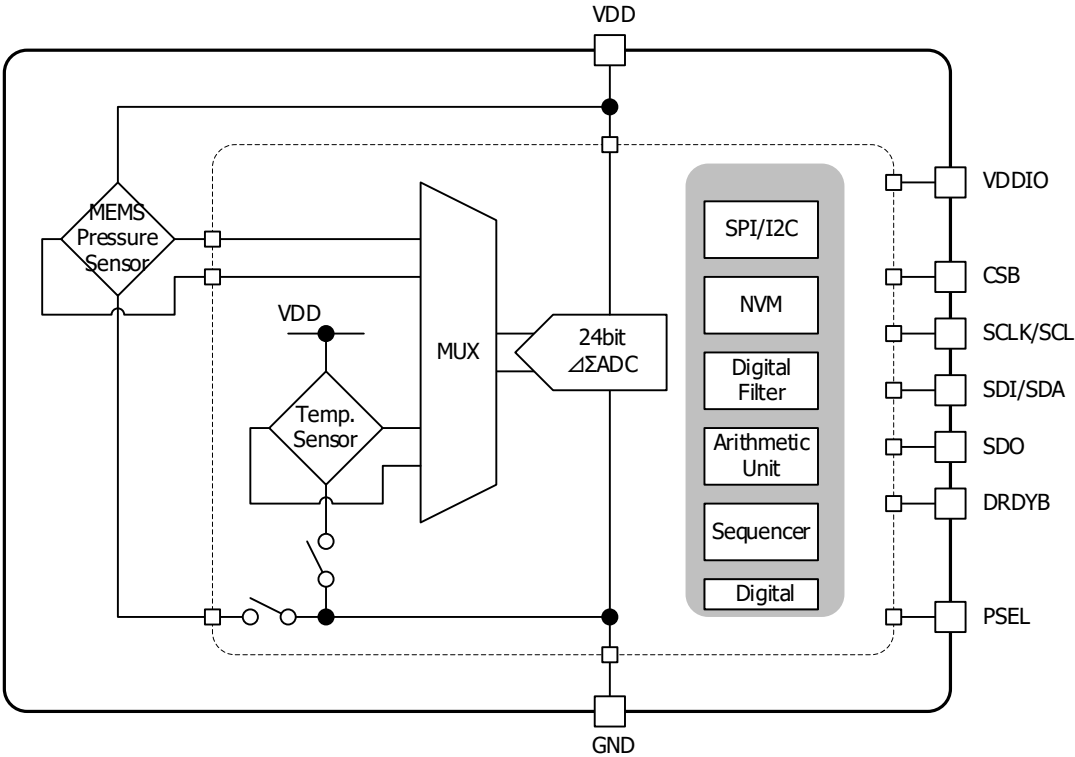 VDD
MEMS
Pressure
Sensor
VDD
Temp.
Sensor
MUX
24bit
⊿ΣADC
SPI/I2C
NVM
Digital
Filter
Arithmetic
Unit
Sequencer
Digital
VDDIO
CSB
SCLK/SCL
SDI/SDA
SDO
DRDYB
PSEL
GND